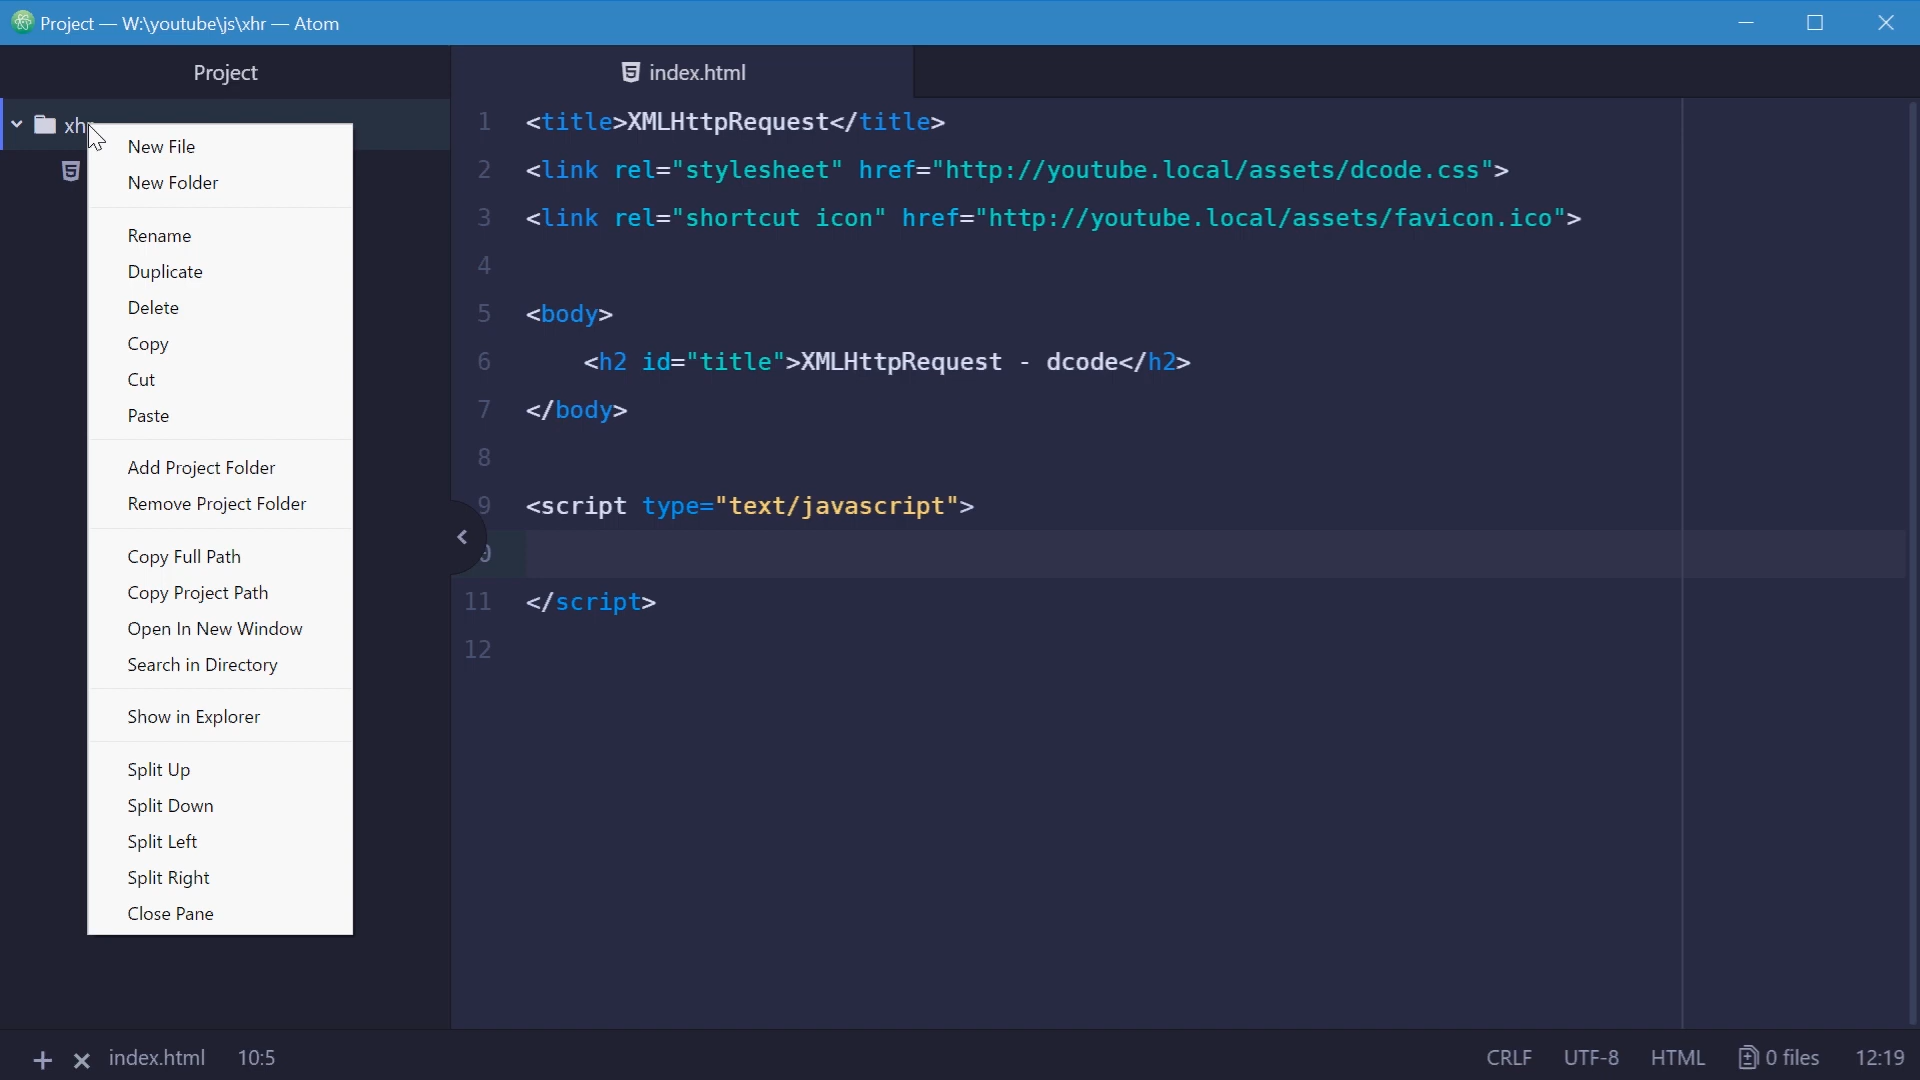 Project — W:\youtube\js\xhr — Atom
Project
index.html
xhr
New File
New Folder
Rename
Duplicate
Delete
Copy
Cut
Paste
Add Project Folder
Remove Project Folder
Copy Full Path
Copy Project Path
Open In New Window
Search in Directory
Show in Explorer
Split Up
Split Down
Split Left
Split Right
Close Pane
1 <title>XMLHttpRequest</title>
2 <link rel="stylesheet" href="http://youtube.local/assets/dcode.css">
3 <link rel="shortcut icon" href="http://youtube.local/assets/favicon.ico">
4
5 <body>
6     <h2 id="title">XMLHttpRequest - dcode</h2>
7 </body>
8
9 <script type="text/javascript">
0
11 </script>
12
index.html 10:5
CRLF UTF-8 HTML 0 files 12:19